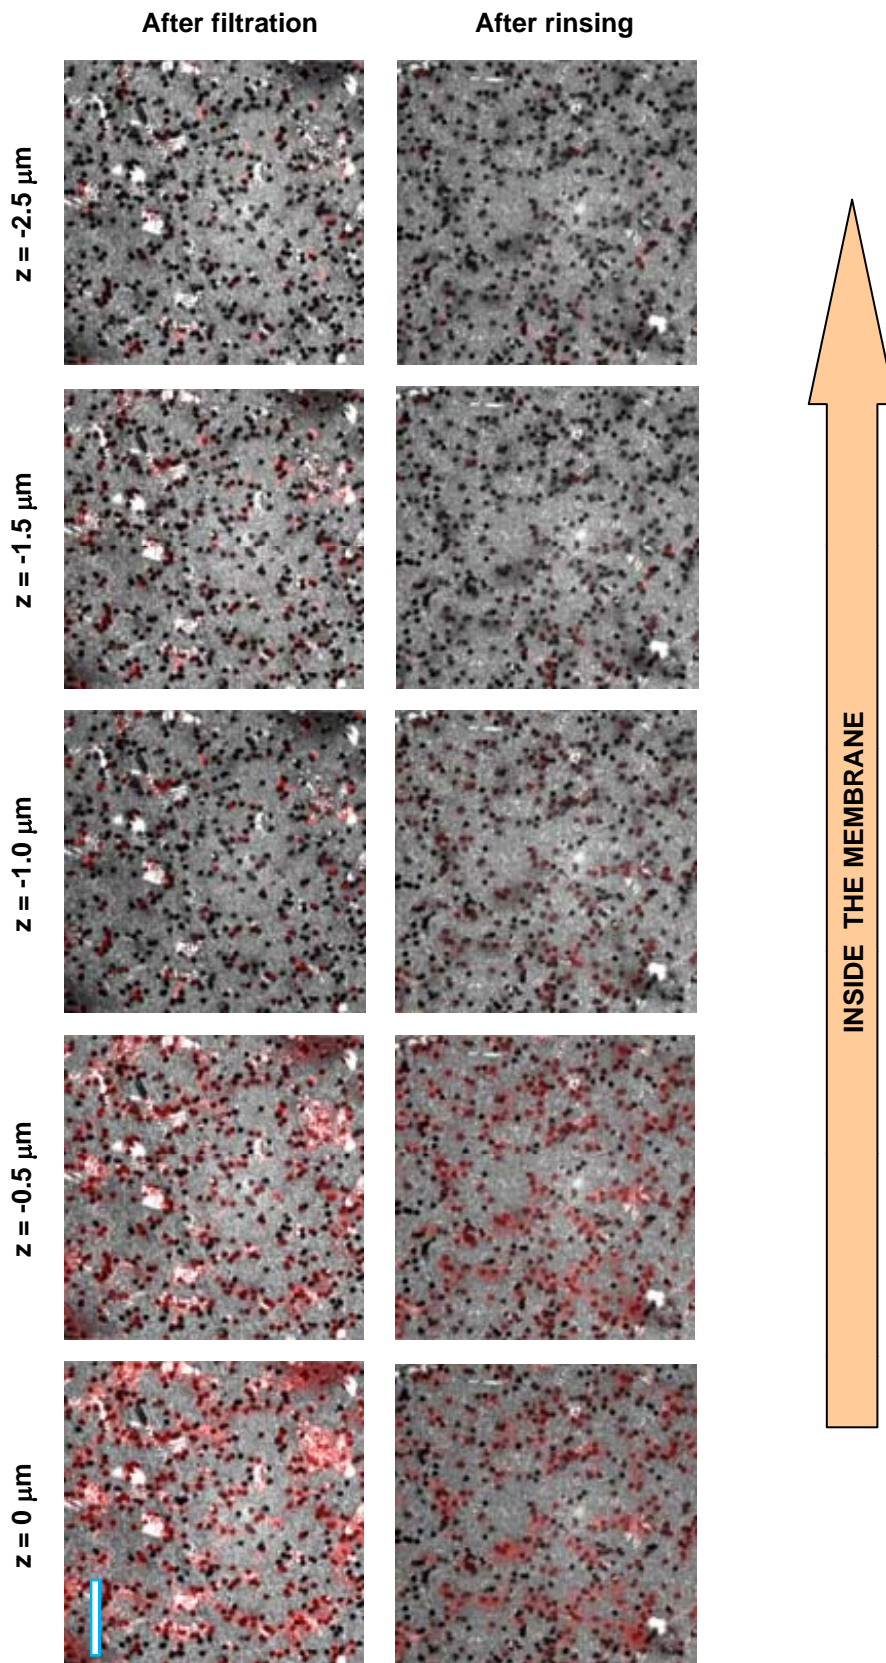 After filtration
After rinsing
z = -2.5 μm
z = -1.5 μm
z = -1.0 μm
z = -0.5 μm
z = 0 μm
INSIDE THE MEMBRANE